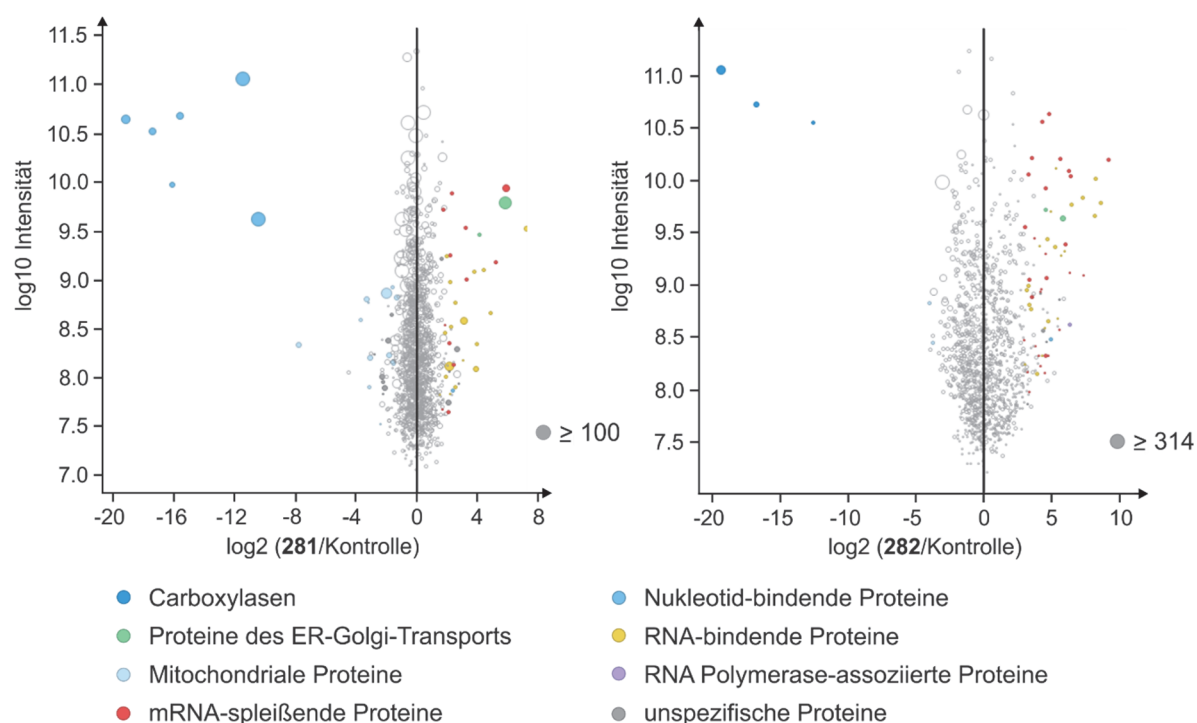 11.5
11.0
10.5
10.0
9.5
9.0
8.5
8.0
7.5
7.0
log10 Intensität
-20 -16 -12 -8 -4 0 4 8
log2 (281/Kontrolle)
≥ 100
11.0
10.5
10.0
9.5
9.0
8.5
8.0
7.5
log10 Intensität
-20 -15 -10 -5 0 5 10
log2 (282/Kontrolle)
≥ 314
Carboxylasen
Proteine des ER-Golgi-Transports
Mitochondriale Proteine
mRNA-spleißende Proteine
Nukleotid-bindende Proteine
RNA-bindende Proteine
RNA Polymerase-assoziierte Proteine
unspezifische Proteine